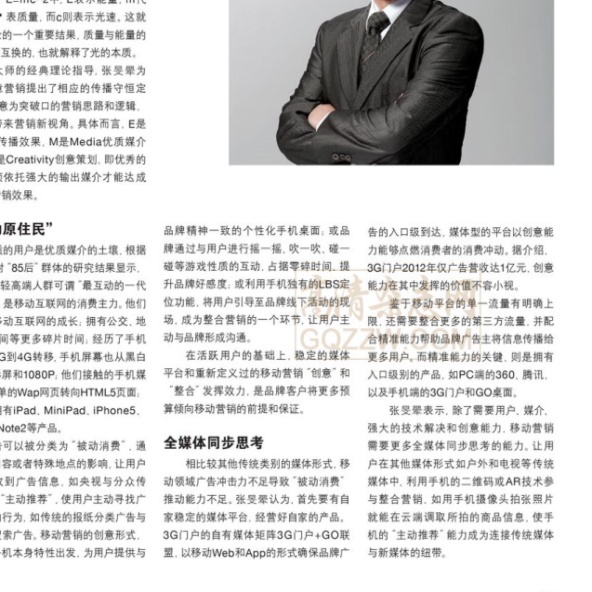 E=mc^2年，E表示能量，m代
表质量，而c则表示光速。这就
的一个重要结果，质量与能量的
互换的，也就解释了光的本质。
大师的经典理论指导，张旻翚为
意营销提出了相应的传播守恒定
意为突破口的营销思路和逻辑，
带来营销新视角。具体而言，E是
传播效果，M是Media优质媒介
是Creativity创意策划，即优秀的
须依托强大的输出媒介才能达成
营销效果。
原住民”
的用户是优质媒介的土壤，根据
对“85后”群体的研究结果显示，
轻高端人群可谓“最互动的一代
是移动互联网的消费主力。他们
移动互联网的成长；拥有公交、地
间等更多碎片时间；经历了手机
G到4G转移，手机屏幕也从黑白
屏和1080P，他们接触的手机媒
单的Wap网页转向HTML5页面；
拥有iPad、MiniPad、iPhone5、
Note2等产品。
告可以被分类为“被动消费”，通
内容或者特殊地点的影响，让用户
收到广告信息，如央视与分众传
“主动推荐”，使用户主动寻找广
的行为，如传统的报纸分类广告与
搜索广告。移动营销的创意形式，
手机本身特性出发，为用户提供与
品牌精神一致的个性化手机桌面；或品
牌通过与用户进行摇一摇、吹一吹、碰一
碰等游戏性质的互动，占据零碎时间，提
升品牌好感度；或利用手机独有的LBS定
位功能，将用户引导至品牌线下活动的现
场，成为整合营销的一个环节，让用户主
动与品牌形成沟通。
在活跃用户的基础上，稳定的媒体
平台和重新定义过的移动营销“创意”和
“整合”发挥效力，是品牌客户将更多预
算倾向移动营销的前提和保证。
全媒体同步思考
相比较其他传统类别的媒体形式，移
动领域广告冲击力不足导致“被动消费”
推动能力不足。张旻翚认为，首先要有自
家稳定的媒体平台，经营好自家的产品。
3G门户的自有媒体矩阵3G门户+GO联
盟，以移动Web和App的形式确保品牌广
告的入口级到达，媒体型的平台以创意能
力能够点燃消费者的消费冲动。据介绍，
3G门户2012年仅广告营收达1亿元，创意
能力在其中发挥的价值不容小视。
鉴于移动平台的单一流量有明确上
限，还需要整合更多的第三方流量，并配
合精准能力帮助品牌广告主将信息传播给
更多用户。而精准能力的关键，则是拥有
入口级别的产品，如PC端的360、腾讯，
以及手机端的3G门户和GO桌面。
张旻翚表示，除了需要用户、媒介、
强大的技术解决和创意能力，移动营销
需要更多全媒体同步思考的能力。让用
户在其他媒体形式如户外和电视等传统
媒体中，利用手机的二维码或AR技术参
与整合营销，如用手机摄像头拍张照片
就能在云端调取所拍的商品信息，使手
机的“主动推荐”能力成为连接传统媒体
与新媒体的纽带。
GQZZW.COM